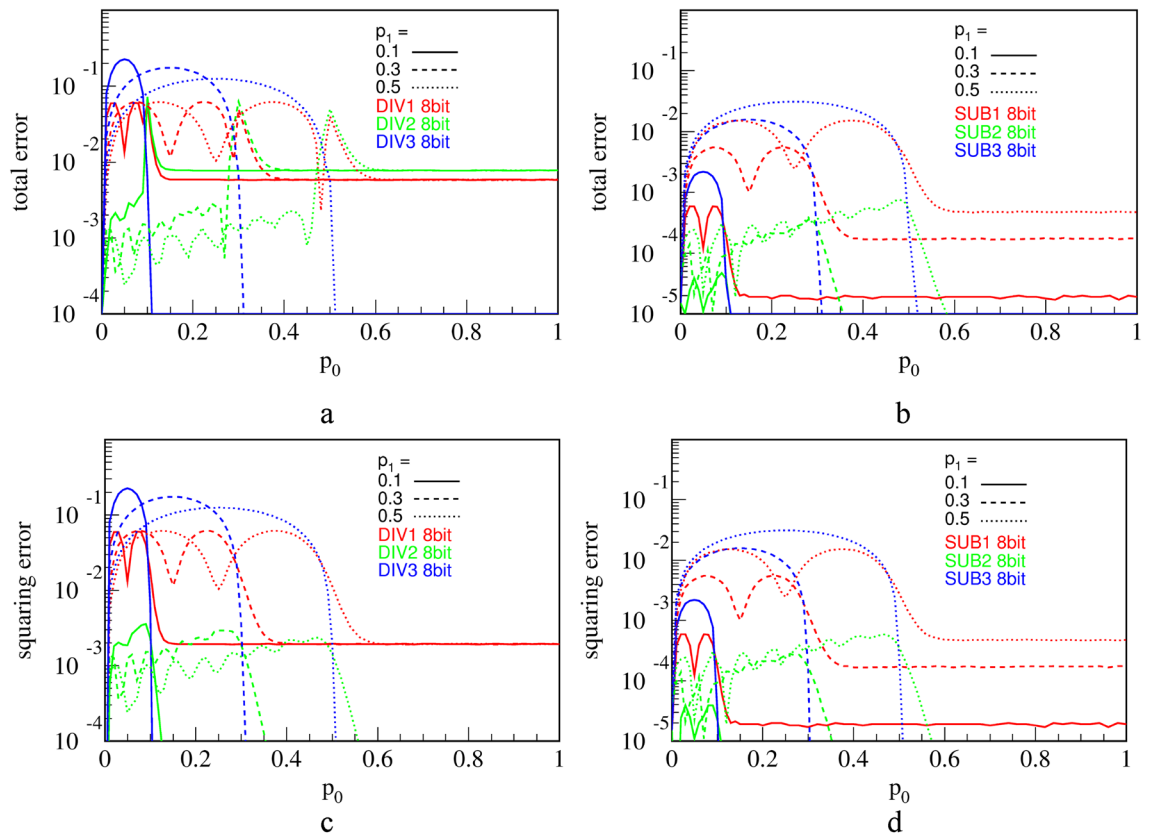 total error
10 -1
10 -2
10 -3
10 -4
p1 =
0.1
0.3
0.5
DIV1 8bit
DIV2 8bit
DIV3 8bit
0 0.2 0.4 0.6 0.8 1
p0
a
total error
10 -1
10 -2
10 -3
10 -4
10 -5
p1 =
0.1
0.3
0.5
SUB1 8bit
SUB2 8bit
SUB3 8bit
0 0.2 0.4 0.6 0.8 1
p0
b
squaring error
10 -1
10 -2
10 -3
10 -4
p1 =
0.1
0.3
0.5
DIV1 8bit
DIV2 8bit
DIV3 8bit
0 0.2 0.4 0.6 0.8 1
p0
c
squaring error
10 -1
10 -2
10 -3
10 -4
10 -5
p1 =
0.1
0.3
0.5
SUB1 8bit
SUB2 8bit
SUB3 8bit
0 0.2 0.4 0.6 0.8 1
p0
d